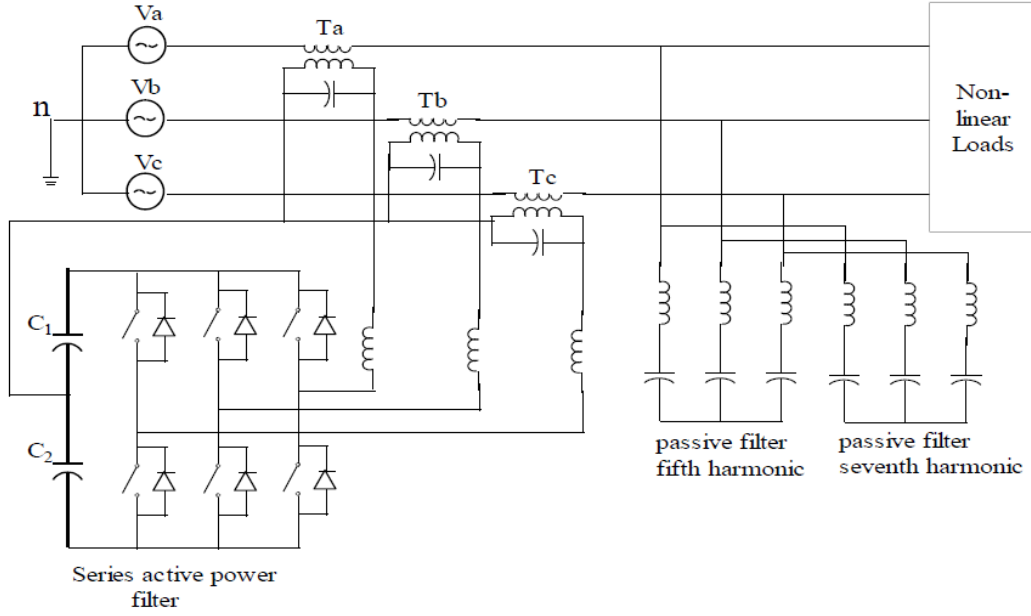 Va
Ta
Vb
Tb
n
Vc
Tc
Non-
linear
Loads
C1
C2
passive filter
fifth harmonic
passive filter
seventh harmonic
Series active power
filter